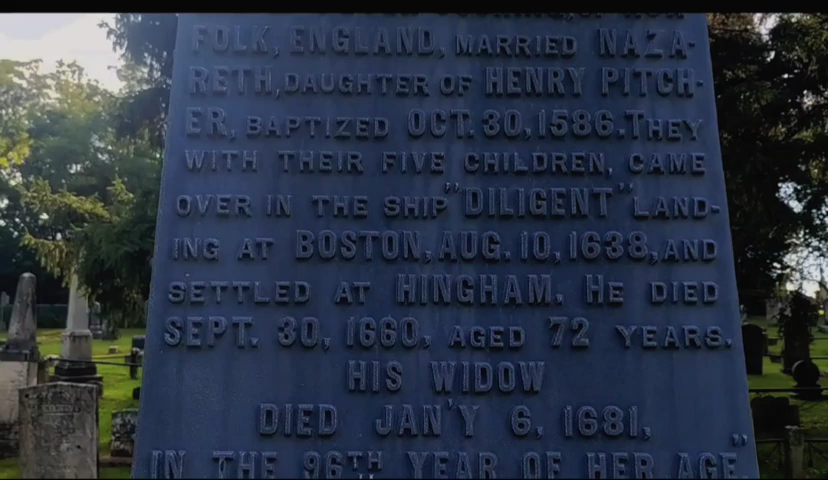 FOLK, ENGLAND, MARRIED NAZA-
RETH, DAUGHTER OF HENRY PITCH-
ER, BAPTIZED OCT. 30, 1586. THEY
WITH THEIR FIVE CHILDREN, CAME
OVER IN THE SHIP "DILIGENT" LAND-
ING AT BOSTON, AUG. 10, 1638, AND
SETTLED AT HINGHAM. HE DIED
SEPT. 30, 1660, AGED 72 YEARS.
HIS WIDOW
DIED JAN'Y 6, 1681,
IN THE 96TH YEAR OF HER AGE"